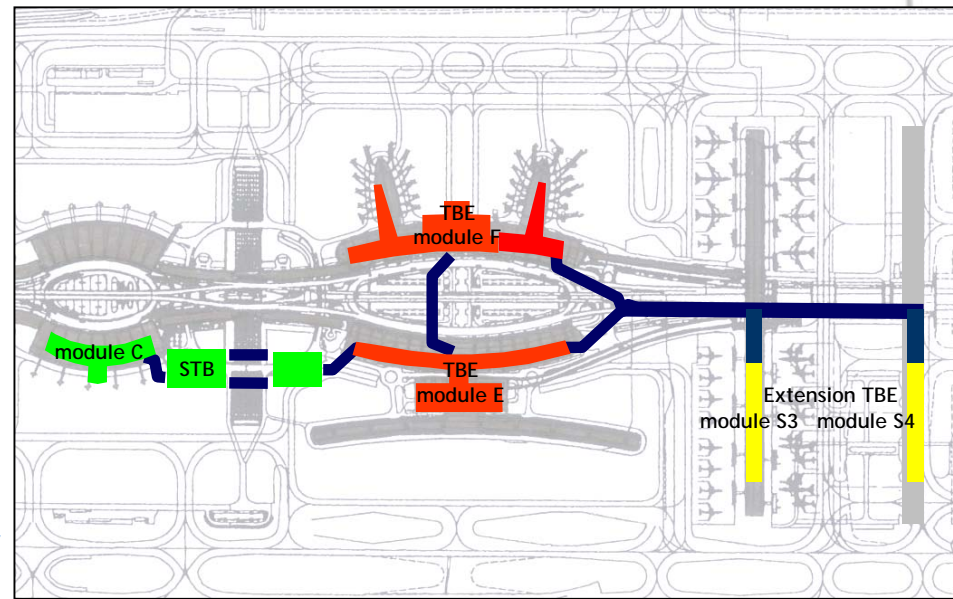 TBE
module F
module C
STB
TBE
module E
Extension TBE
module S3 module S4